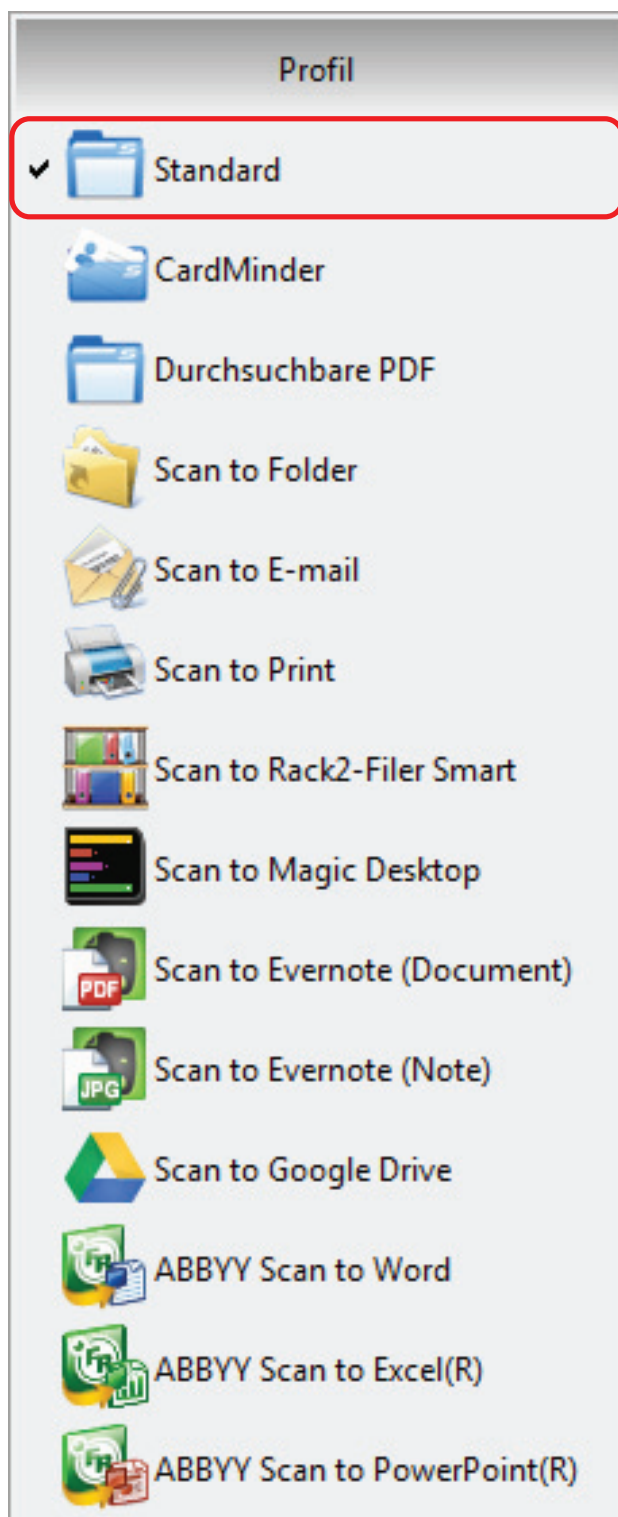 Profil
Standard
CardMinder
Durchsuchbare PDF
Scan to Folder
Scan to E-mail
Scan to Print
Scan to Rack2-Filer Smart
Scan to Magic Desktop
PDF
Scan to Evernote (Document)
JPG
Scan to Evernote (Note)
Scan to Google Drive
ABBYY Scan to Word
ABBYY Scan to Excel(R)
ABBYY Scan to PowerPoint(R)